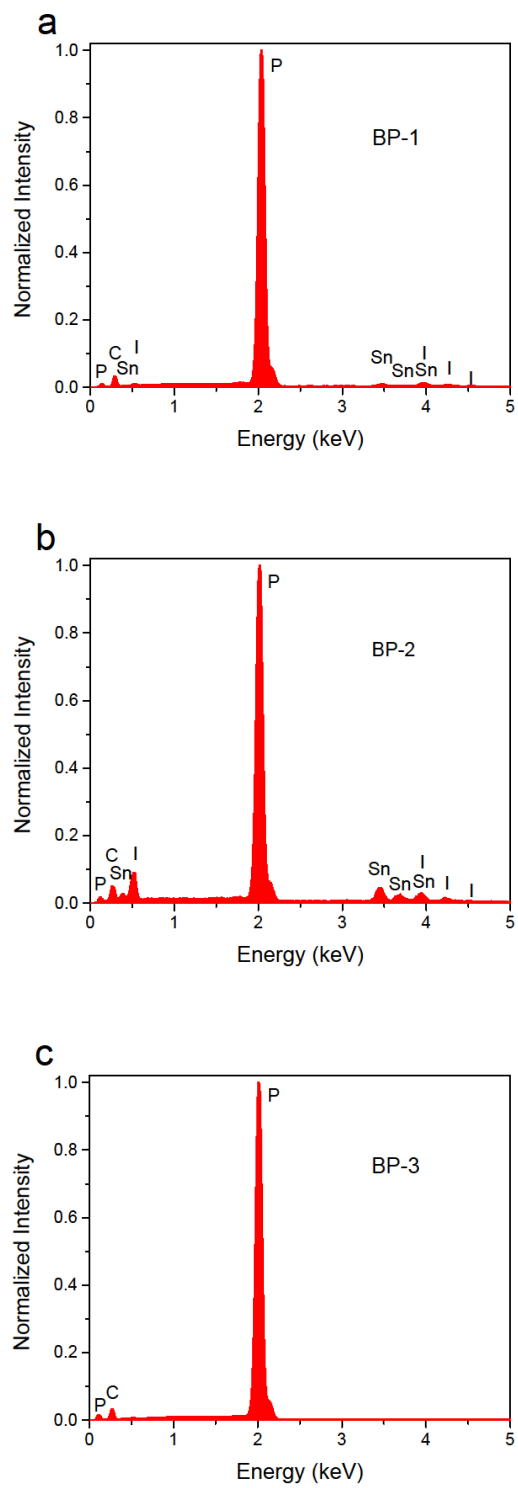 a
1.0
P
BP-1
0.8
0.6
0.4
0.2
0.0
Normalized Intensity
P
C
Sn
I
Sn
Sn
I
Sn
I
I
0
1
2
3
4
5
Energy (keV)
b
1.0
P
BP-2
0.8
0.6
0.4
0.2
0.0
Normalized Intensity
P
C
Sn
I
Sn
Sn
I
Sn
I
I
0
1
2
3
4
5
Energy (keV)
c
1.0
P
BP-3
0.8
0.6
0.4
0.2
0.0
Normalized Intensity
P
C
0
1
2
3
4
5
Energy (keV)